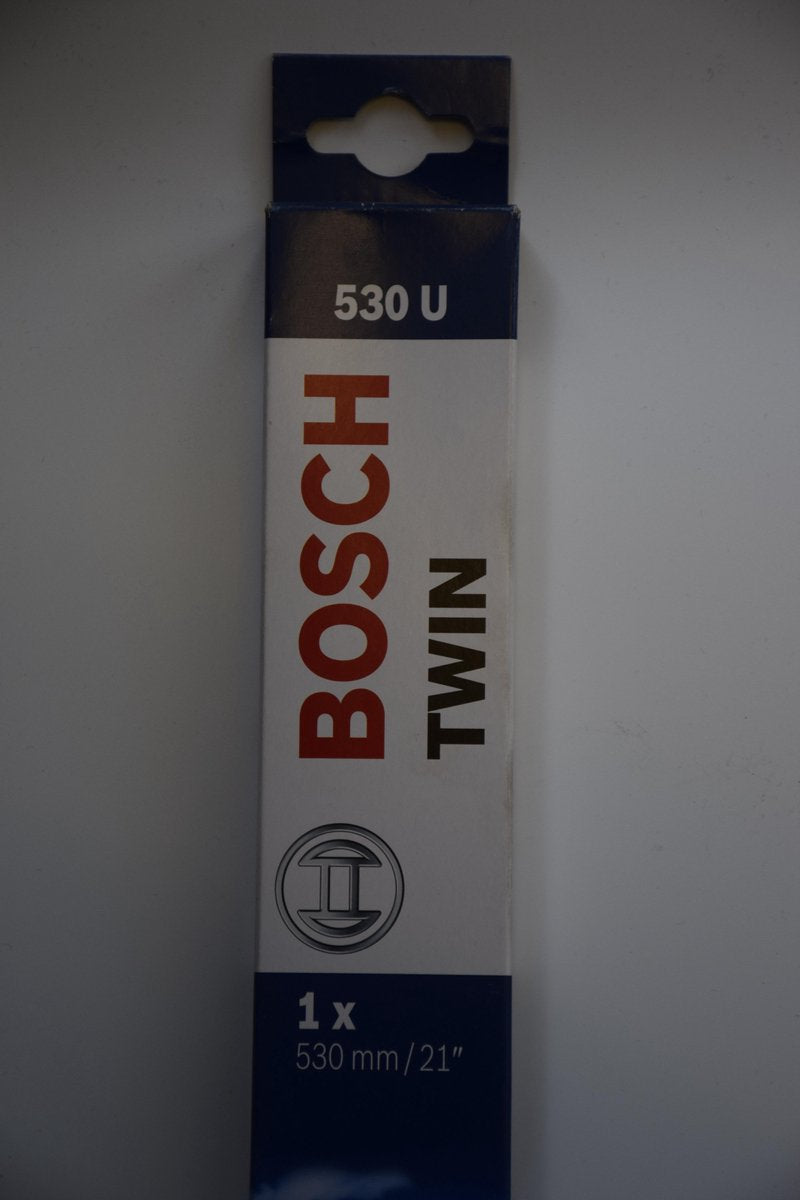 530 U
BOSCH
TWIN
1 x
530 mm / 21″